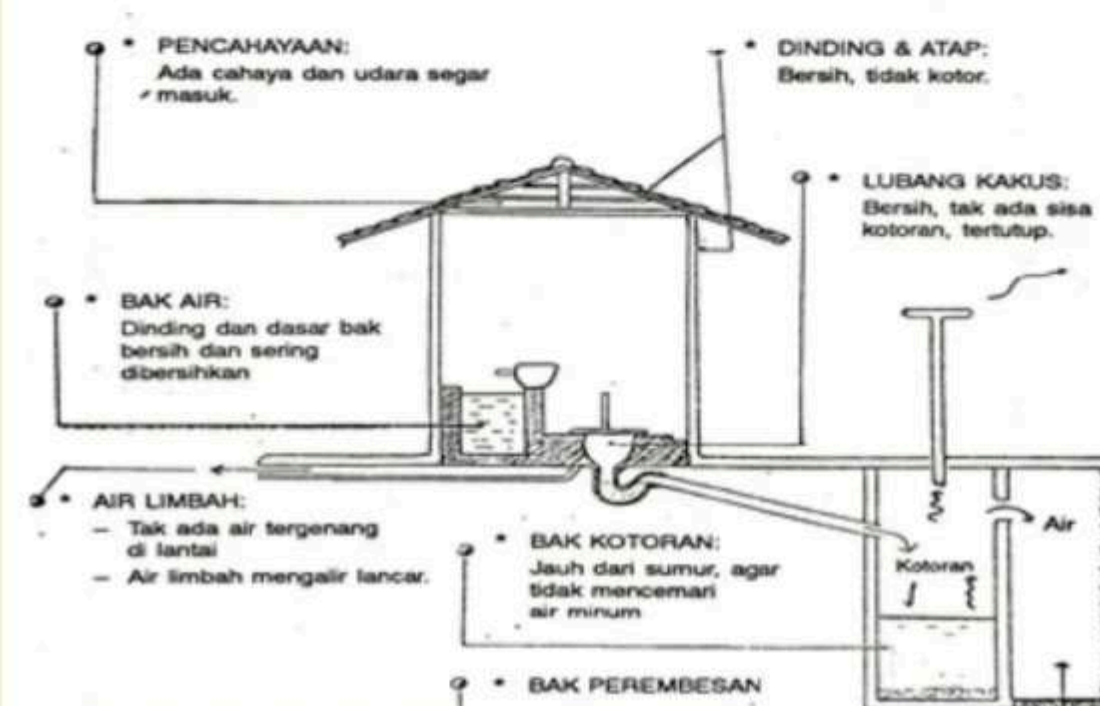 * PENCAHAYAAN:
Ada cahaya dan udara segar
masuk.
* DINDING & ATAP:
Bersih, tidak kotor.
* LUBANG KAKUS:
Bersih, tak ada sisa
kotoran, tertutup.
* BAK AIR:
Dinding dan dasar bak
bersih dan sering
dibersihkan
* AIR LIMBAH:
– Tak ada air tergenang
di lantai
– Air limbah mengalir lancar.
* BAK KOTORAN:
Jauh dari sumur, agar
tidak mencemari
air minum
Air
Kotoran
* BAK PEREMBESAN